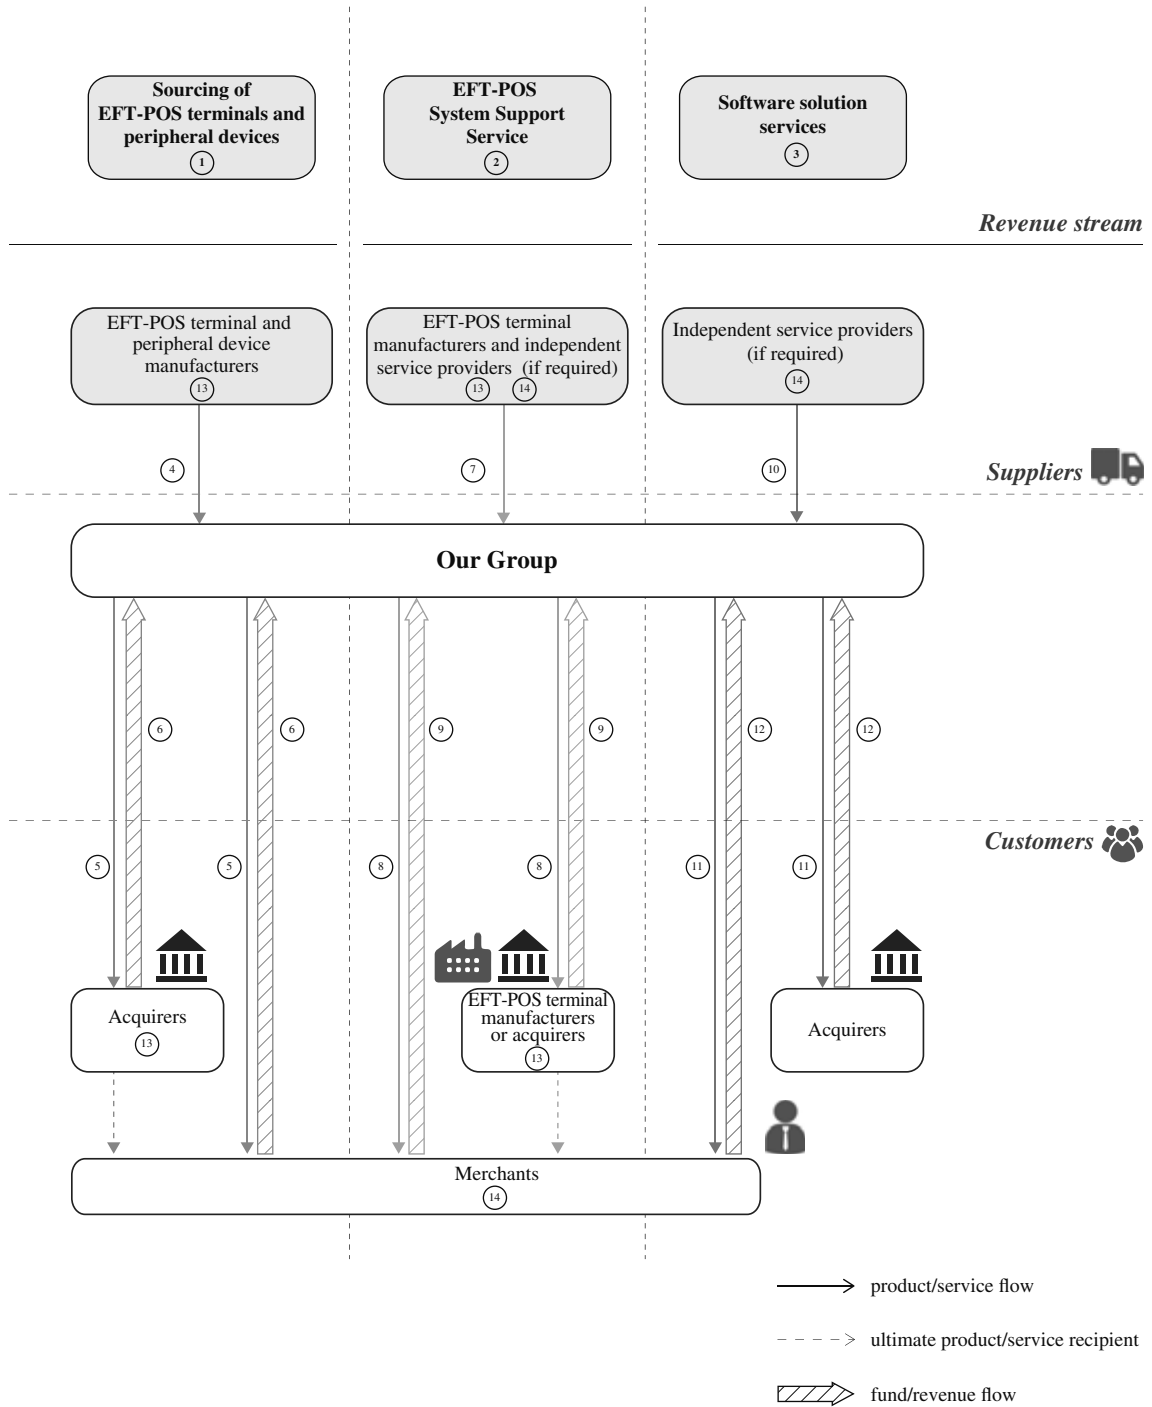 Sourcing of
EFT-POS terminals and
peripheral devices
1
EFT-POS
System Support
Service
2
Software solution
services
3
Revenue stream
EFT-POS terminal and
peripheral device
manufacturers
13
EFT-POS terminal
manufacturers and independent
service providers (if required)
13 14
Independent service providers
(if required)
14
4
7
10
Suppliers
Our Group
6
6
9
9
12
12
Customers
5
5
8
8
11
11
Acquirers
13
EFT-POS terminal
manufacturers
or acquirers
13
Acquirers
Merchants
14
product/service flow
ultimate product/service recipient
fund/revenue flow